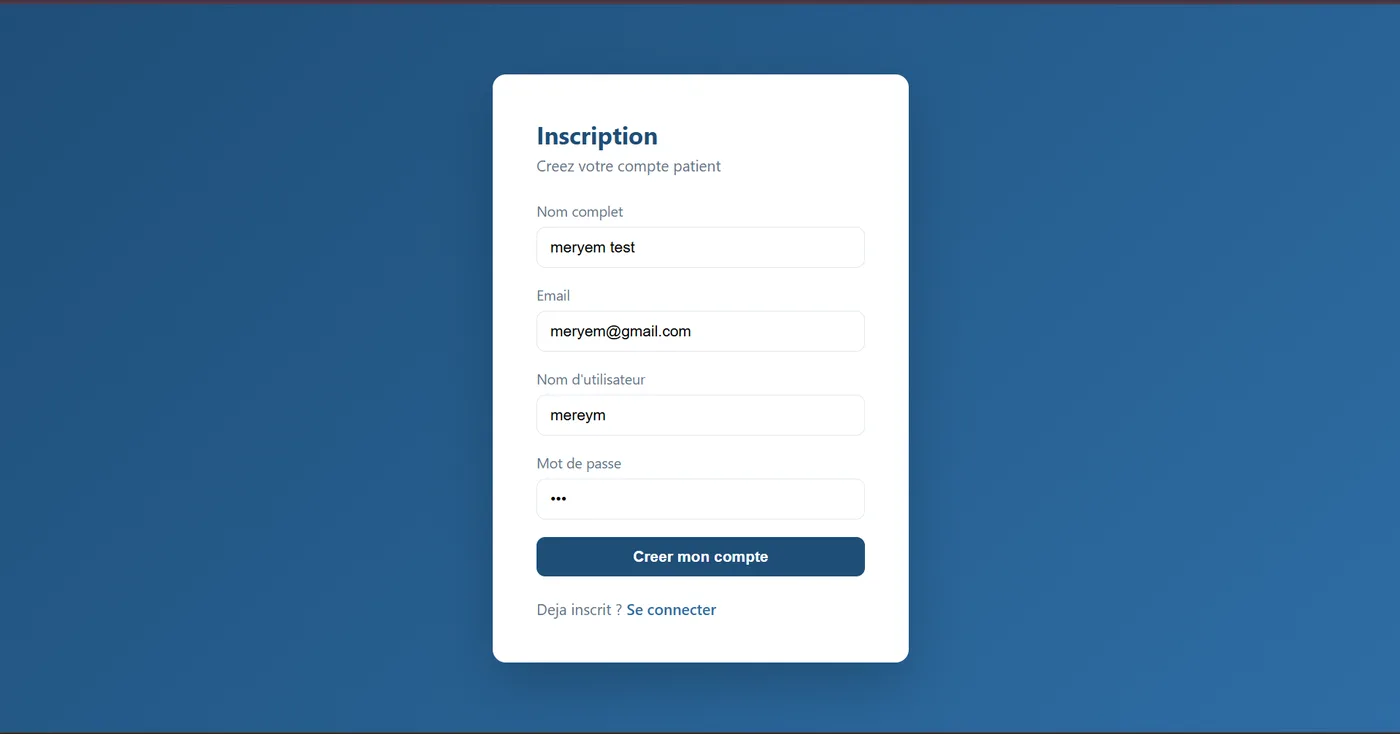 Inscription
Creez votre compte patient
Nom complet
meryem test
Email
meryem@gmail.com
Nom d'utilisateur
mereym
Mot de passe
•••
Creer mon compte
Deja inscrit ? Se connecter